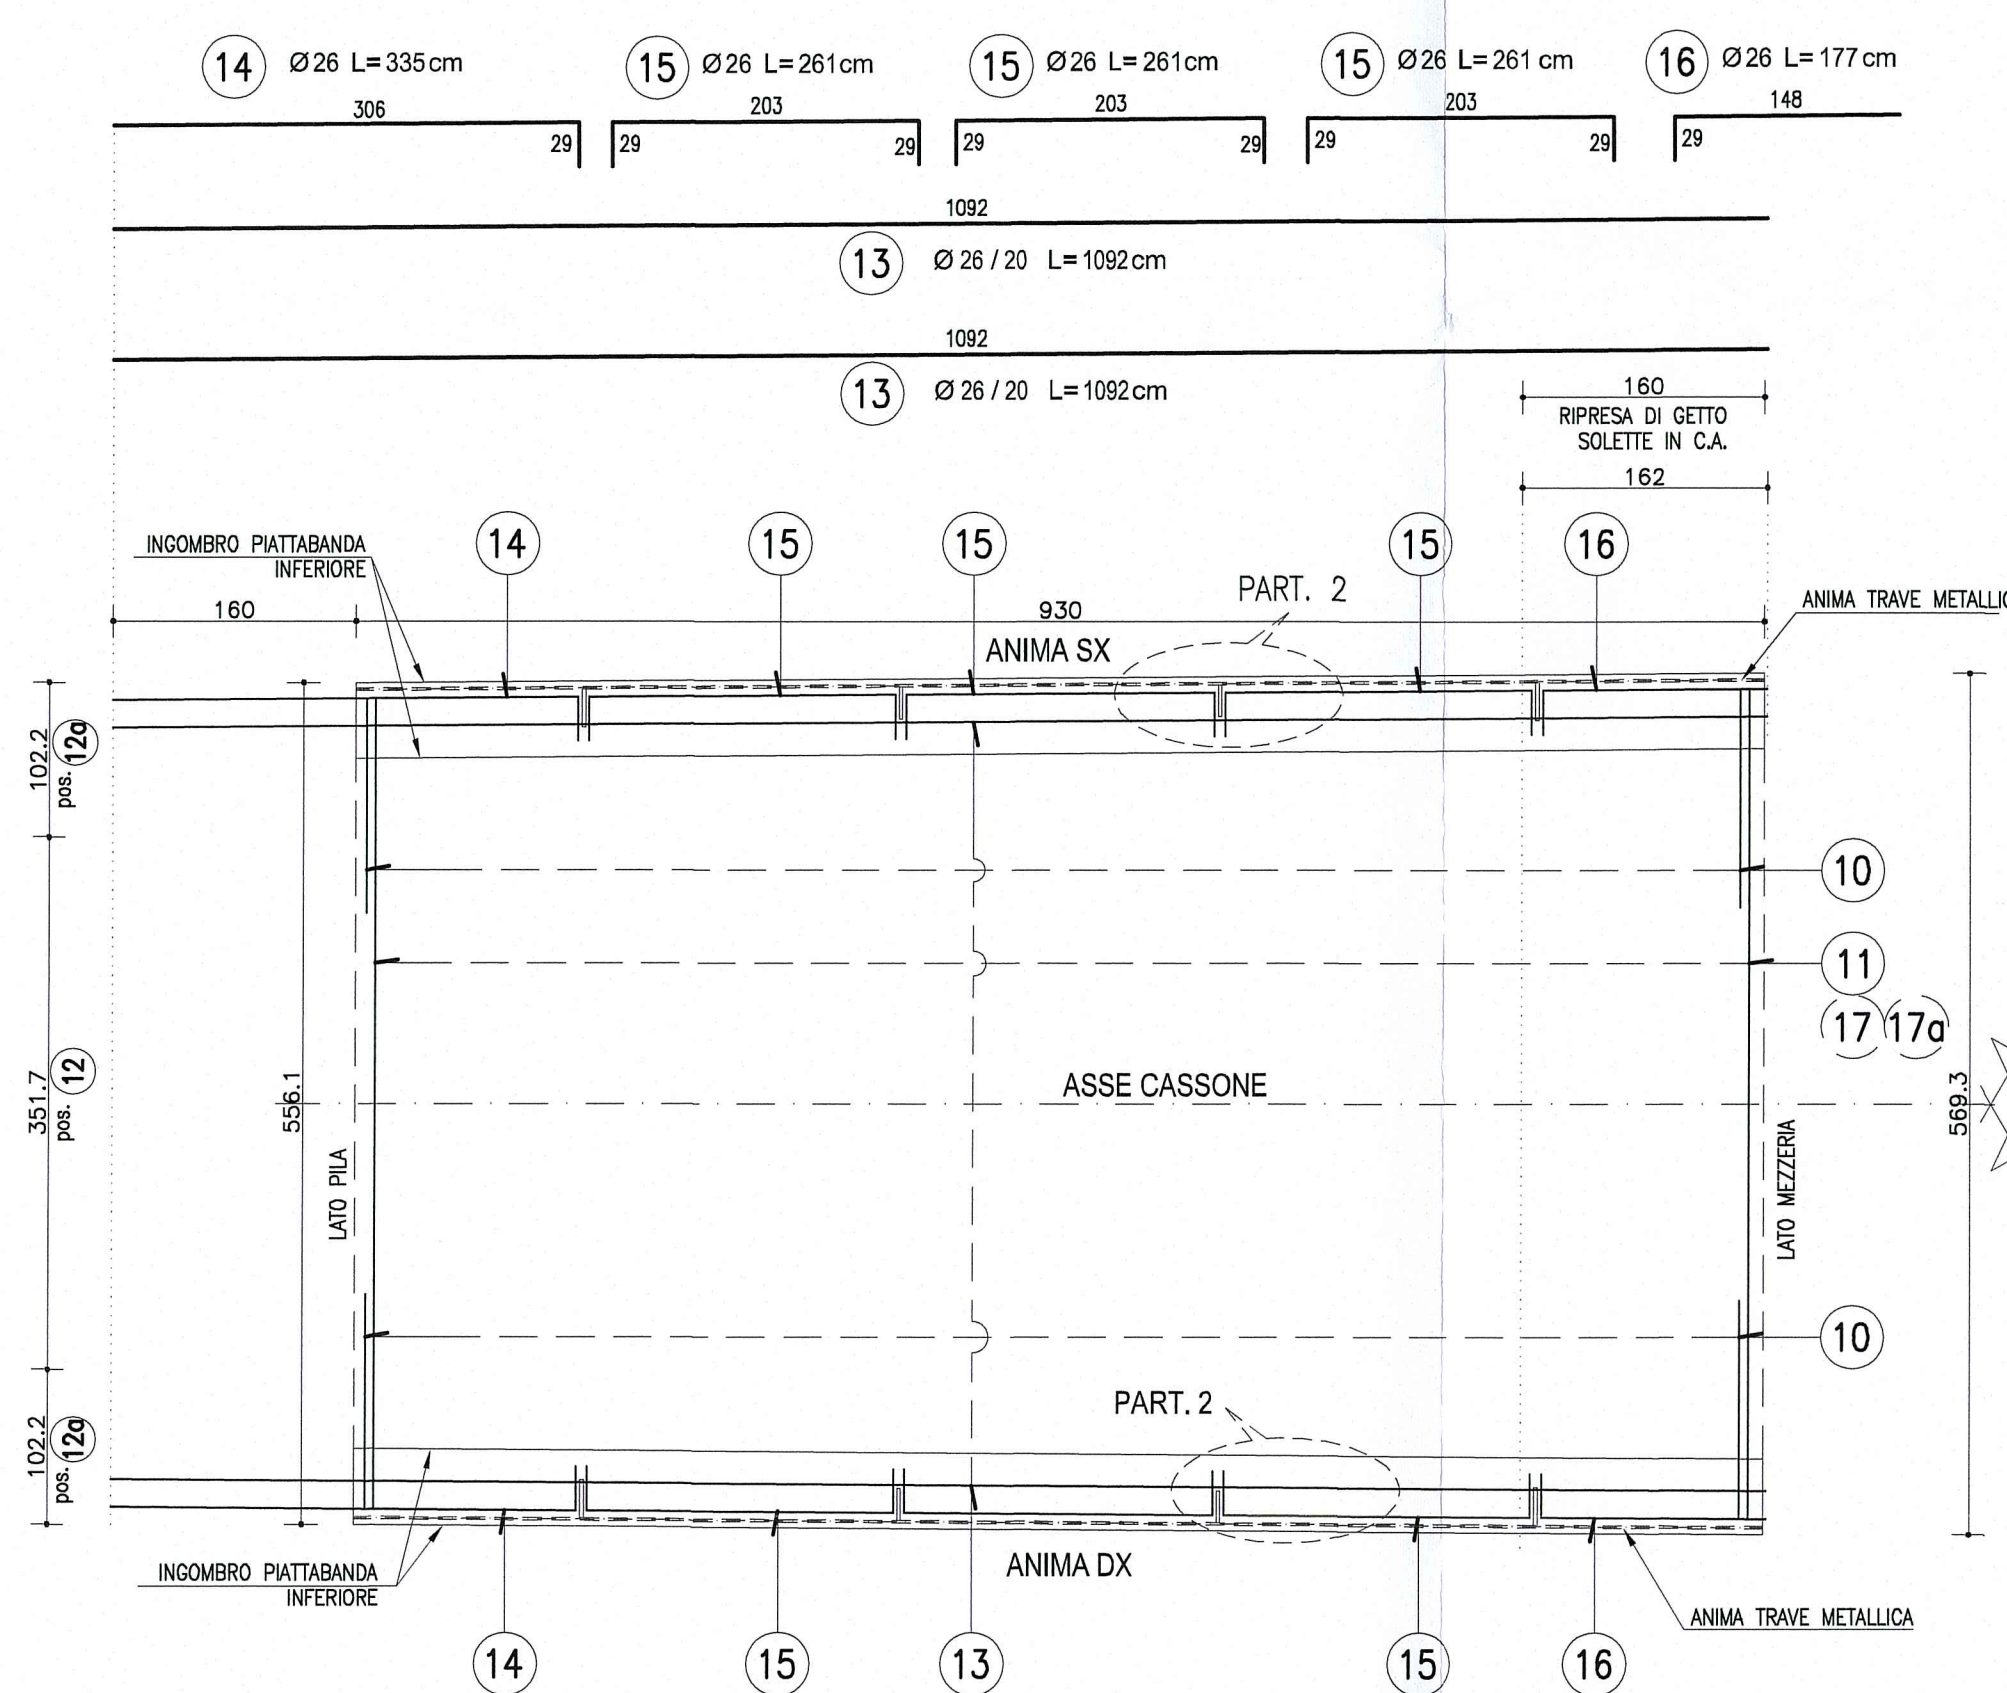 14 Ø26 L=335cm 15 Ø26 L=261cm 15 Ø26 L=261cm 15 Ø26 L=261 cm 16 Ø26 L=177cm
306 203 203 203 148
29 29 29 29 29 29 29 29
1092
13 Ø26/20 L=1092cm
1092
13 Ø26/20 L=1092cm
160
RIPRESA DI GETTO
SOLETTE IN C.A.
162
14 15 15 15 16
INGOMBRO PIATTABANDA
INFERIORE
PART. 2
160 930
ANIMA TRAVE METALLIC
ANIMA SX
102.2
pos. 12a
10
11
17 17a
351.7
pos. 12
556.1
ASSE CASSONE
569.3
LATO PILA
LATO MEZZERIA
10
PART. 2
102.2
pos. 12a
ANIMA DX
INGOMBRO PIATTABANDA
INFERIORE
ANIMA TRAVE METALLICA
14 15 13 15 16